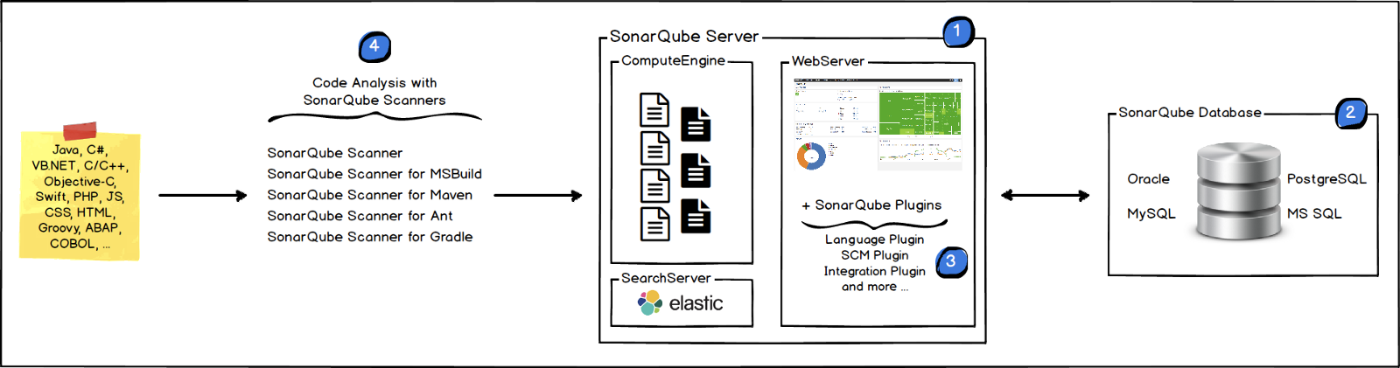 Java, C#,
VB.NET, C/C++,
Objective-C,
Swift, PHP, JS,
CSS, HTML,
Groovy, ABAP,
COBOL, ...
4
Code Analysis with
SonarQube Scanners
SonarQube Scanner
SonarQube Scanner for MSBuild
SonarQube Scanner for Maven
SonarQube Scanner for Ant
SonarQube Scanner for Gradle
SonarQube Server
1
ComputeEngine
SearchServer
elastic
WebServer
+ SonarQube Plugins
Language Plugin
SCM Plugin
Integration Plugin
and more ...
3
SonarQube Database
2
Oracle
PostgreSQL
MySQL
MS SQL